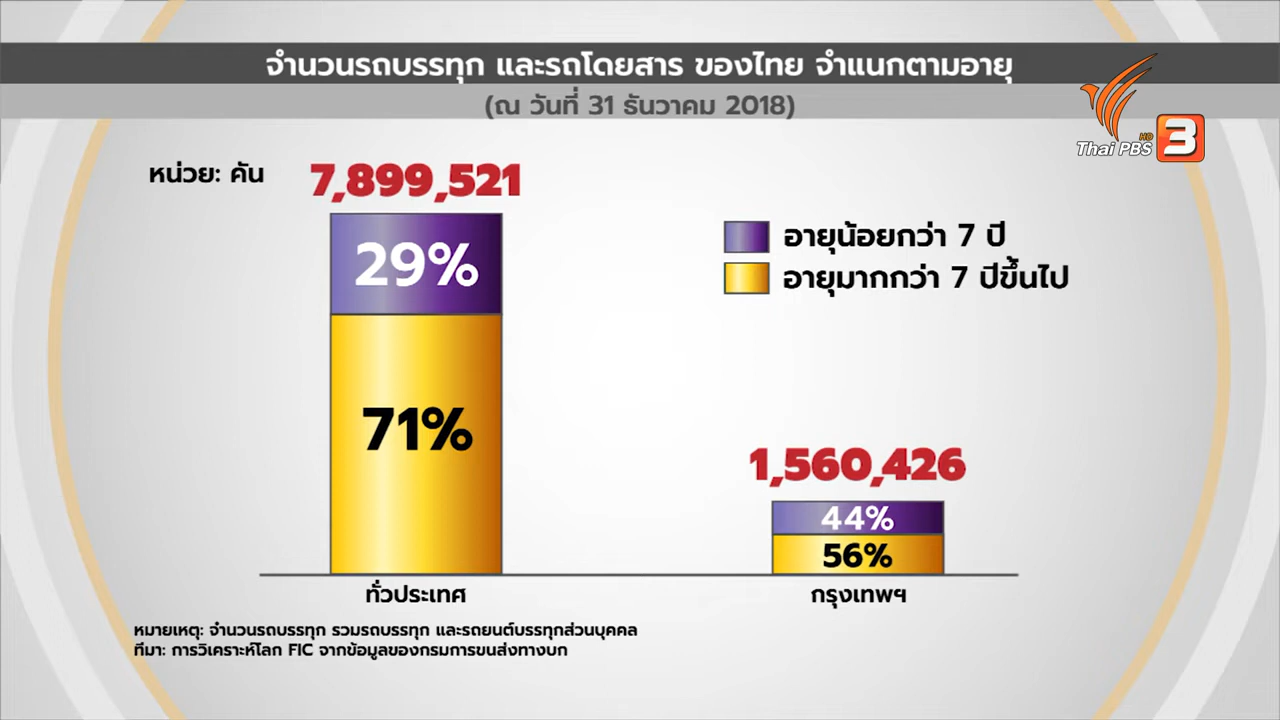 จำนวนรถบรรทุก และรถโดยสาร ของไทย จำแนกตามอายุ
(ณ วันที่ 31 ธันวาคม 2018)
Thai PBS HD 3
หน่วย: คัน
7,899,521
29%
71%
ทั่วประเทศ
อายุน้อยกว่า 7 ปี
อายุมากกว่า 7 ปีขึ้นไป
1,560,426
44%
56%
กรุงเทพฯ
หมายเหตุ: จำนวนรถบรรทุก รวมรถบรรทุก และรถยนต์บรรทุกส่วนบุคคล
ที่มา: การวิเคราะห์โลก FIC จากข้อมูลของกรมการขนส่งทางบก